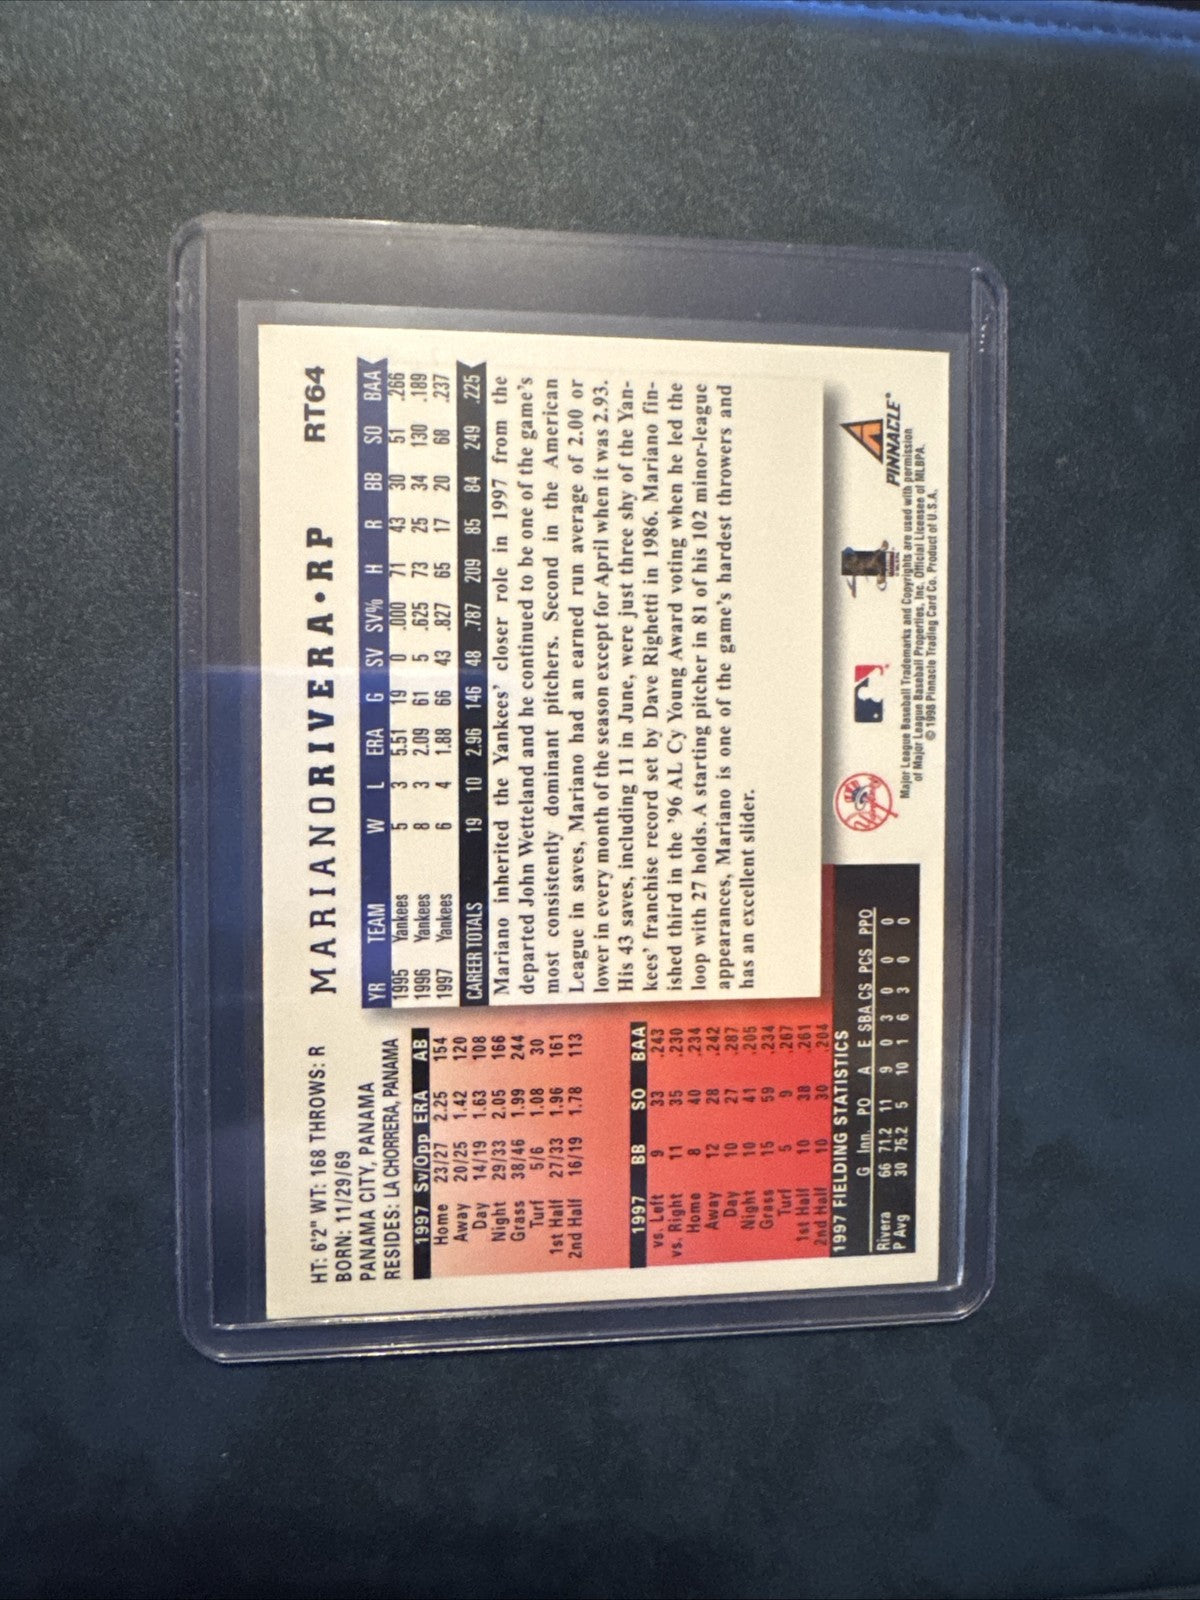 HT: 6'2" WT: 168 THROWS: R
BORN: 11/29/69
PANAMA CITY, PANAMA
RESIDES: LA CHORRERA, PANAMA
MARIANO RIVERA • RP RT64
YR TEAM W L ERA G SV SV% H R BB SO BAA
1995 Yankees 5 3 5.51 19 0 .000 71 43 30 51 .266
1996 Yankees 8 3 2.09 61 5 .625 73 25 34 130 .189
1997 Yankees 6 4 1.88 66 43 .827 65 17 20 68 .237
CAREER TOTALS 19 10 2.96 146 48 .787 209 85 84 249 .225
Mariano inherited the Yankees' closer role in 1997 from the
departed John Wetteland and he continued to be one of the game's
most consistently dominant pitchers. Second in the American
League in saves, Mariano had an earned run average of 2.00 or
lower in every month of the season except for April when it was 2.93.
His 43 saves, including 11 in June, were just three shy of the Yan-
kees' franchise record set by Dave Righetti in 1986. Mariano fin-
ished third in the '96 AL Cy Young Award voting when he led the
loop with 27 holds. A starting pitcher in 81 of his 102 minor-league
appearances, Mariano is one of the game's hardest throwers and
has an excellent slider.
1997 Sv/Opp ERA AB
Home 23/27 2.25 154
Away 20/25 1.42 120
Day 14/19 1.63 108
Night 29/33 2.05 166
Grass 38/46 1.99 244
Turf 5/6 1.08 30
1st Half 27/33 1.96 161
2nd Half 16/19 1.78 113
1997 BB SO BAA
vs. Left 9 33 .243
vs. Right 11 35 .230
Home 8 40 .234
Away 12 28 .242
Day 10 27 .287
Night 10 41 .205
Grass 15 59 .234
Turf 5 9 .267
1st Half 10 38 .261
2nd Half 10 30 .204
1997 FIELDING STATISTICS
G Inn. PO A E SBA CS PCS PPO
Rivera 66 71.2 11 9 0 3 0 0 0
P Avg 30 75.2 5 10 1 6 3 0 0
Yankees
PINNACLE
Major League Baseball Trademarks and Copyrights are used with permission
of Major League Baseball Properties, Inc. Official Licensee of MLBPA.
© 1998 Pinnacle Trading Card Co. Product of U.S.A.